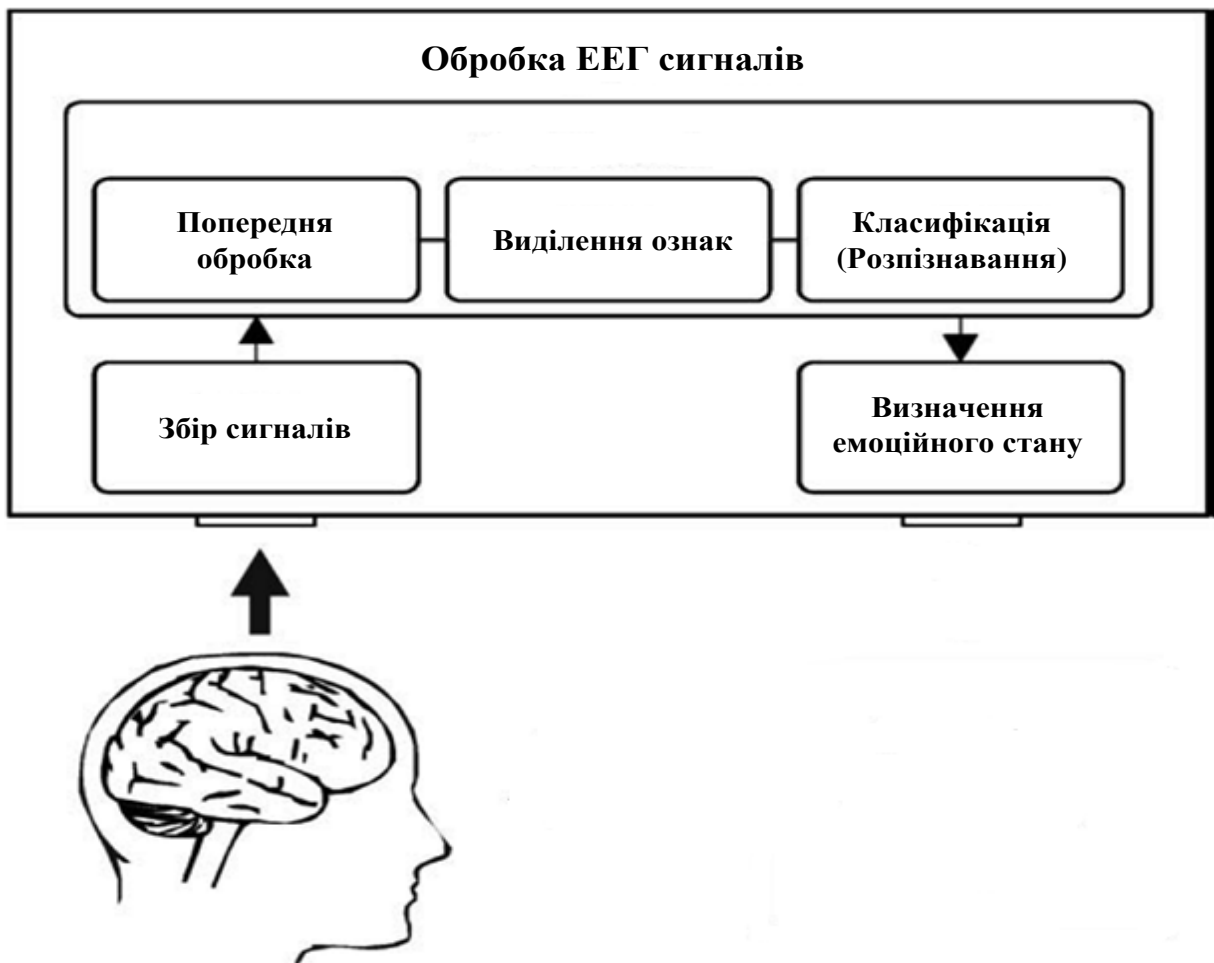 Обробка ЕЕГ сигналів
Попередня
обробка
Виділення ознак
Класифікація
(Розпізнавання)
Збір сигналів
Визначення
емоційного стану